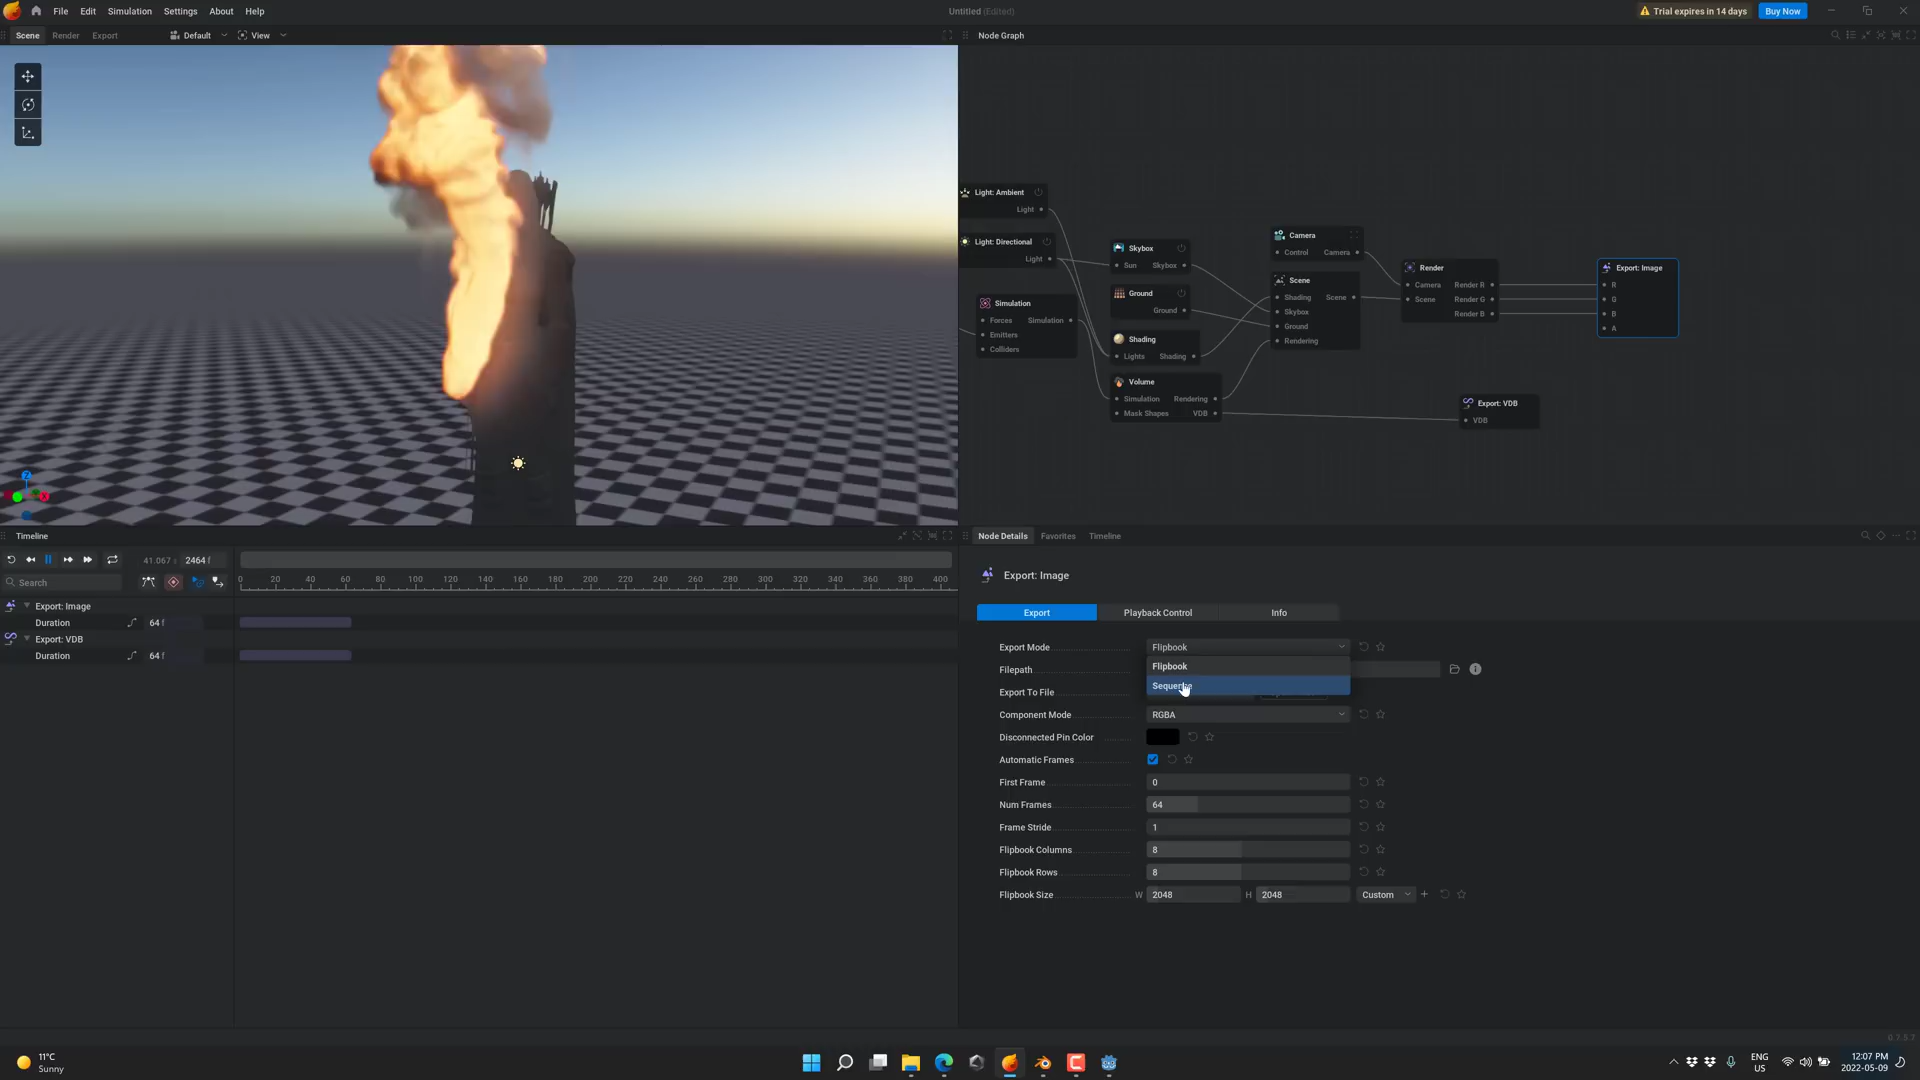 File Edit Simulation Settings About Help
Untitled (Edited)
Trial expires in 14 days
Buy Now
Scene Render Export Default View
Node Graph
Light: Ambient
Light
Light: Directional
Light
Simulation
Forces Simulation
Emitters
Colliders
Skybox
Sun Skybox
Ground
Ground
Shading
Lights Shading
Volume
Simulation Rendering
Mask Shapes VDB
Camera
Control Camera
Scene
Shading Scene
Skybox
Ground
Rendering
Render
Camera Render R
Scene Render G
Render B
Export: Image
R
G
B
A
Export: VDB
VDB
Z
X
Timeline
41.067 s 2464 f
Search
0 20 40 60 80 100 120 140 160 180 200 220 240 260 280 300 320 340 360 380 400
Export: Image
Duration 64 f
Export: VDB
Duration 64 f
Node Details Favorites Timeline
Export: Image
Export Playback Control Info
Export Mode Flipbook
Flipbook
Sequence
Filepath
Export To File
Component Mode RGBA
Disconnected Pin Color
Automatic Frames
First Frame 0
Num Frames 64
Frame Stride 1
Flipbook Columns 8
Flipbook Rows 8
Flipbook Size W 2048 H 2048 Custom
0.7.5.7
11°C
Sunny
ENG
US
12:07 PM
2022-05-09